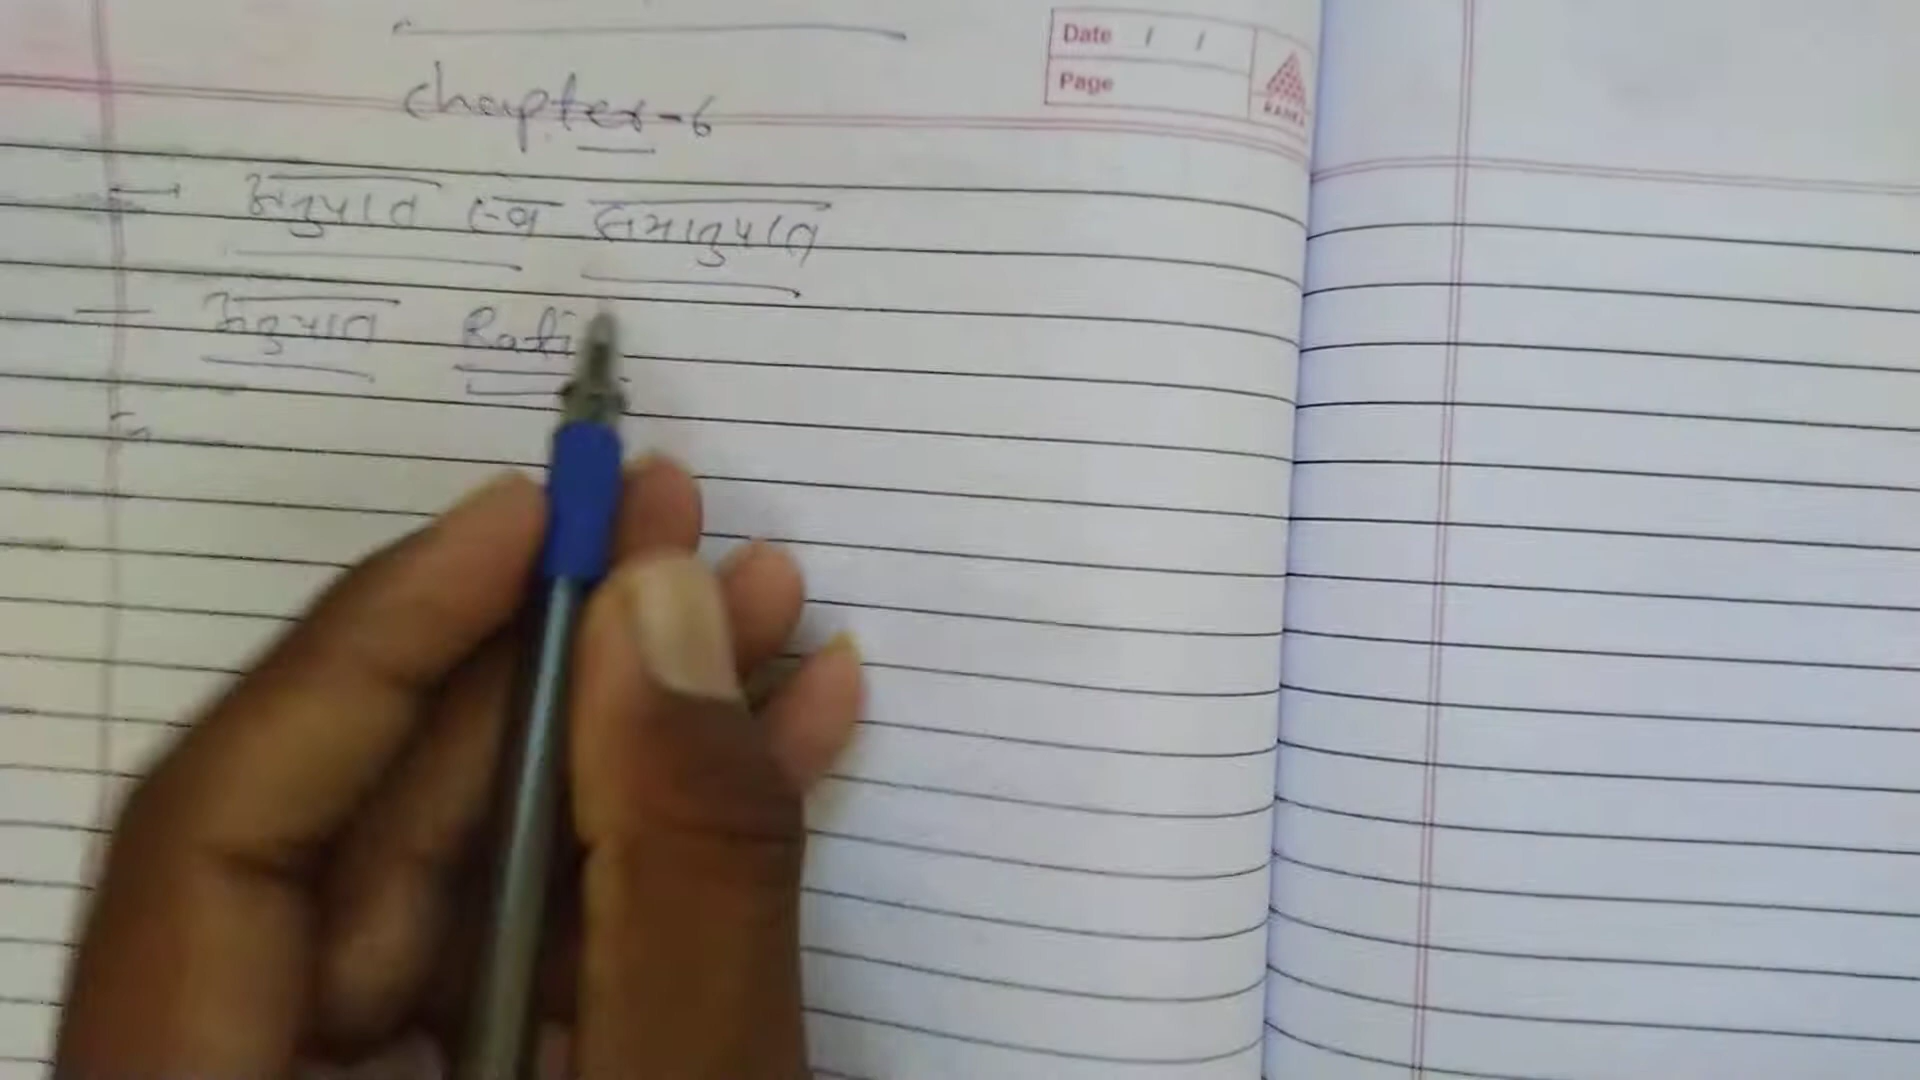 Date / /
Page
chapter-6
अनुपात एवं समानुपात
अनुपात Rati